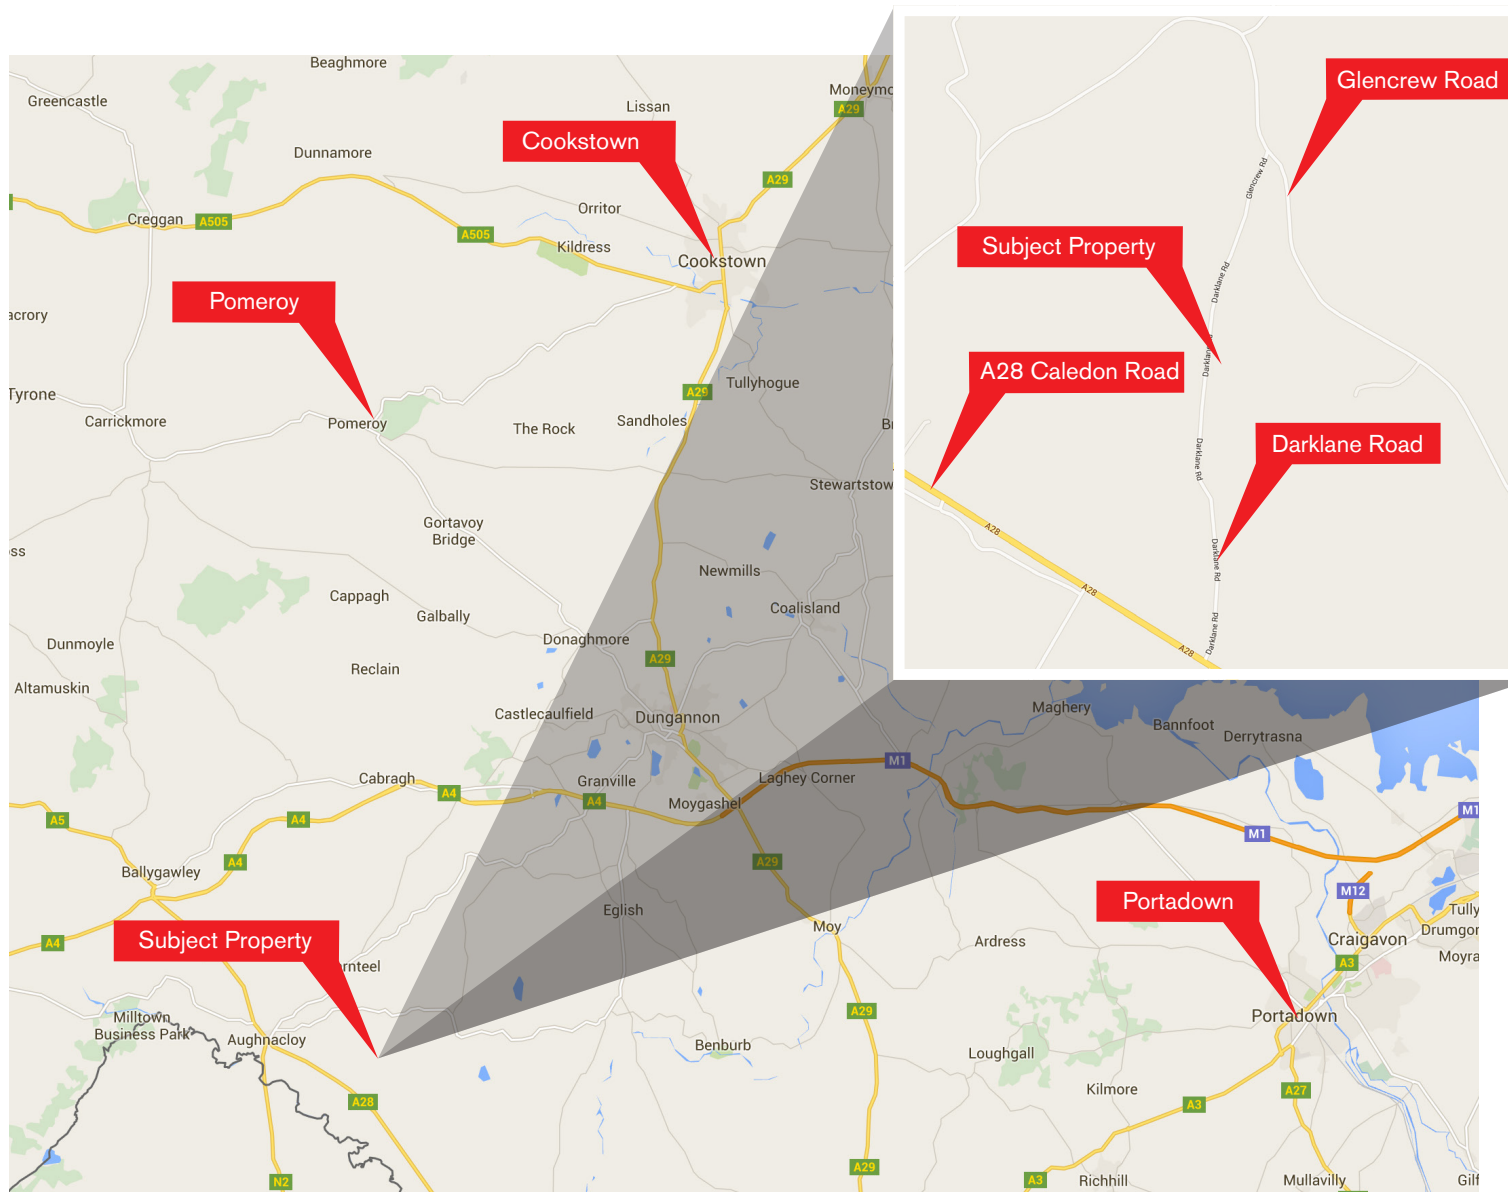 Beaghmore
Greencastle
Lissan
Moneymo
A29
Cookstown
Dunnamore
A29
Orritor
Creggan
A505
A505
Kildress
Cookstown
Pomeroy
acrory
Tullyhogue
A29
Tyrone
Carrickmore
Pomeroy
The Rock
Sandholes
Stewartstow
Gortavoy
Bridge
oss
Newmills
Cappagh
Galbally
Coalisland
Dunmoyle
Donaghmore
A29
Reclain
Altamuskin
Castlecaulfield
Dungannon
Cabragh
Granville
Laghey Corner
M1
A4
A4
Moygashel
A5
A4
A4
Ballygawley
A29
Eglish
Moy
A4
Subject Property
rnteel
Milltown
Business Park
Aughnacloy
A28
N2
Benburb
A29
A29
Glencrew Road
Glencrew Rd
Subject Property
Darklane Rd
Darklane
A28 Caledon Road
Darklane Road
Darklane Rd
A28
Darklane Rd
A28
Darklane Rd
A28
Maghery
Bannfoot
Derrytrasna
M1
M1
M12
Portadown
Tully
Craigavon
Drumgor
Moyra
A3
Ardress
Portadown
Loughgall
Kilmore
A27
A3
A3
Richhill
Mullavilly
Gilf